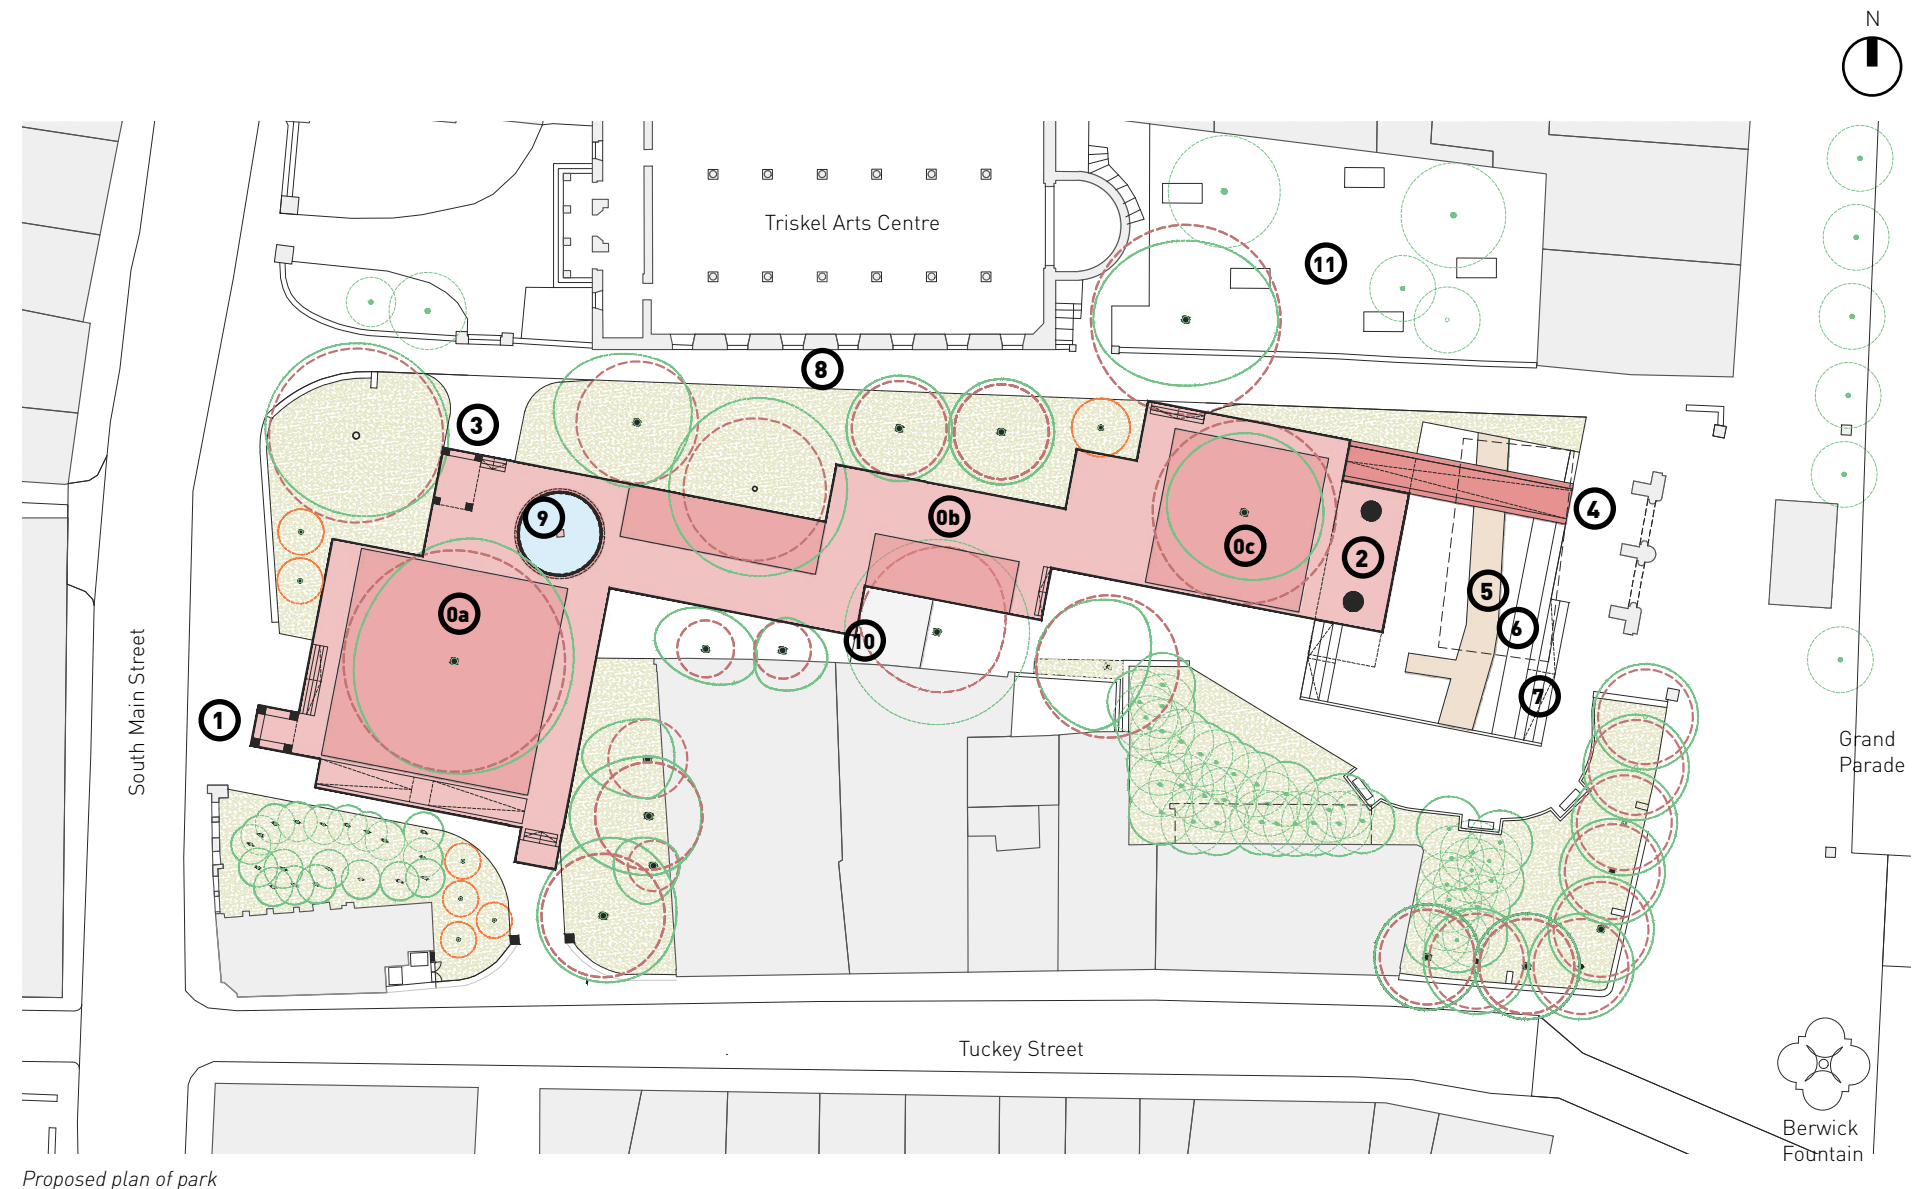 N
Triskel Arts Centre
11
8
3
9
0b
4
0c
2
5
0a
6
10
7
1
South Main Street
Grand
Parade
Tuckey Street
Berwick
Fountain
Proposed plan of park